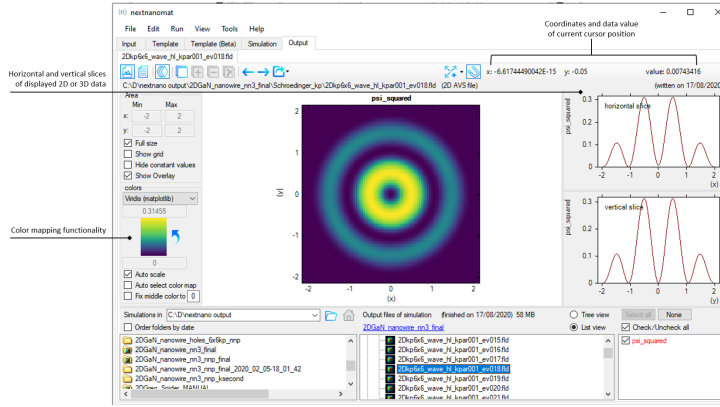 nextnanomat
Coordinates and data value
of current cursor position
File Edit Run View Tools Help
Input Template Template (Beta) Simulation Output
2Dkp6x6_wave_hl_kpar001_ev018.fld
x: -6.61744490042E-15 y: -0.05 value: 0.00743416
Horizontal and vertical slices
of displayed 2D or 3D data
C:\D\nextnano output\2DGaN_nanowire_nn3_final\Schroedinger_kp\2Dkp6x6_wave_hl_kpar001_ev018.fld (2D AVS file) (written on 17/08/2020
Area
Min Max
x: -2 2
y: -2 2
Full size
Show grid
Hide constant values
Show Overlay
colors
Viridis (matplotlib)
0.31455
Color mapping functionality
0
Auto scale
Auto select color map
Fix middle color to 0
psi_squared
2
1
0
-1
-2
(y)
-2 -1 0 1 2
(x)
psi_squared
horizontal slice
0.3
0.2
0.1
0
-2 -1 0 1 2
(x)
psi_squared
vertical slice
0.3
0.2
0.1
0
-2 -1 0 1 2
(y)
Simulations in C:\D\nextnano output
Order folders by date
2DGaN_nanowire_holes_6x6kp_nnp
2DGaN_nanowire_nn3_final
2DGaN_nanowire_nn3_nnp_final
2DGaN_nanowire_nn3_nnp_final_2020_02_05-18_01_42
2DGaN_nanowire_nn3_nnp_ksecond
2DGreg_Snider_MANUAL
Output files of simulation (finished on 17/08/2020) 58 MB
2DGaN_nanowire_nn3_final
2Dkp6x6_wave_hl_kpar001_ev015.fld
2Dkp6x6_wave_hl_kpar001_ev016.fld
2Dkp6x6_wave_hl_kpar001_ev017.fld
2Dkp6x6_wave_hl_kpar001_ev018.fld
2Dkp6x6_wave_hl_kpar001_ev019.fld
2Dkp6x6_wave_hl_kpar001_ev020.fld
2Dkp6x6_wave_hl_kpar001_ev021.fld
Tree view Select all None
List view Check/Uncheck all
psi_squared